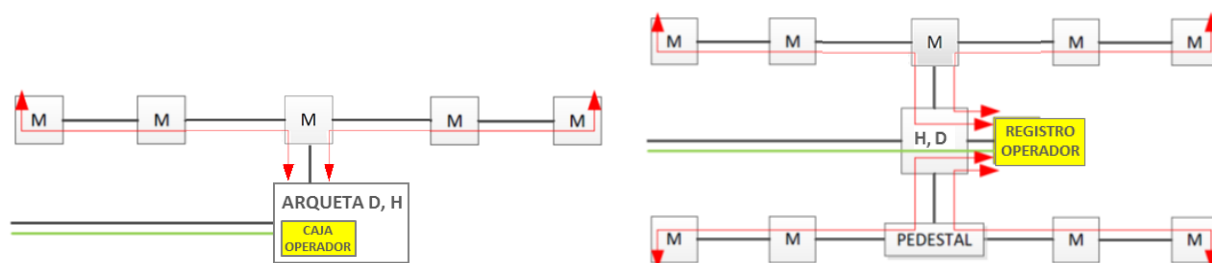 M M M M M
ARQUETA D, H
CAJA
OPERADOR
M M M M M
H, D
REGISTRO
OPERADOR
M M PEDESTAL M M